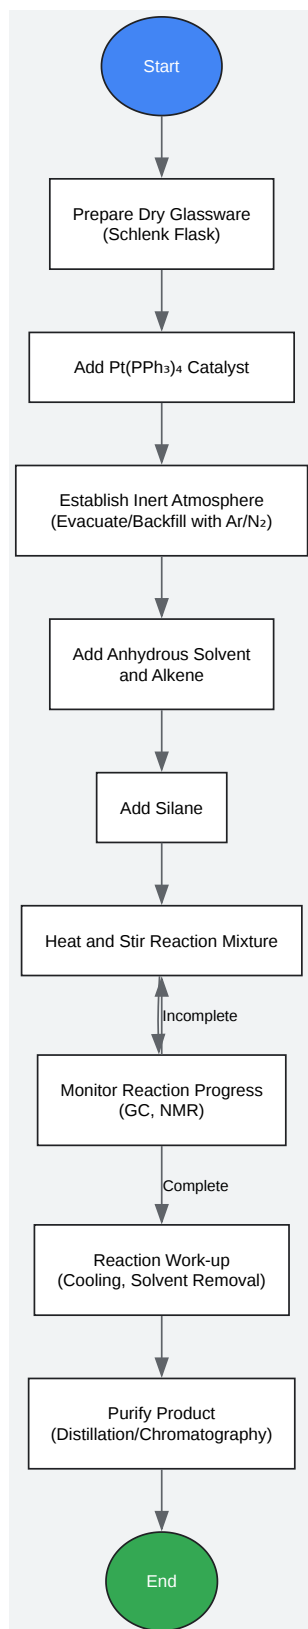 Start
Prepare Dry Glassware
(Schlenk Flask)
Add Pt(PPh₃)₄ Catalyst
Establish Inert Atmosphere
(Evacuate/Backfill with Ar/N₂)
Add Anhydrous Solvent
and Alkene
Add Silane
Heat and Stir Reaction Mixture
Incomplete
Monitor Reaction Progress
(GC, NMR)
Complete
Reaction Work-up
(Cooling, Solvent Removal)
Purify Product
(Distillation/Chromatography)
End